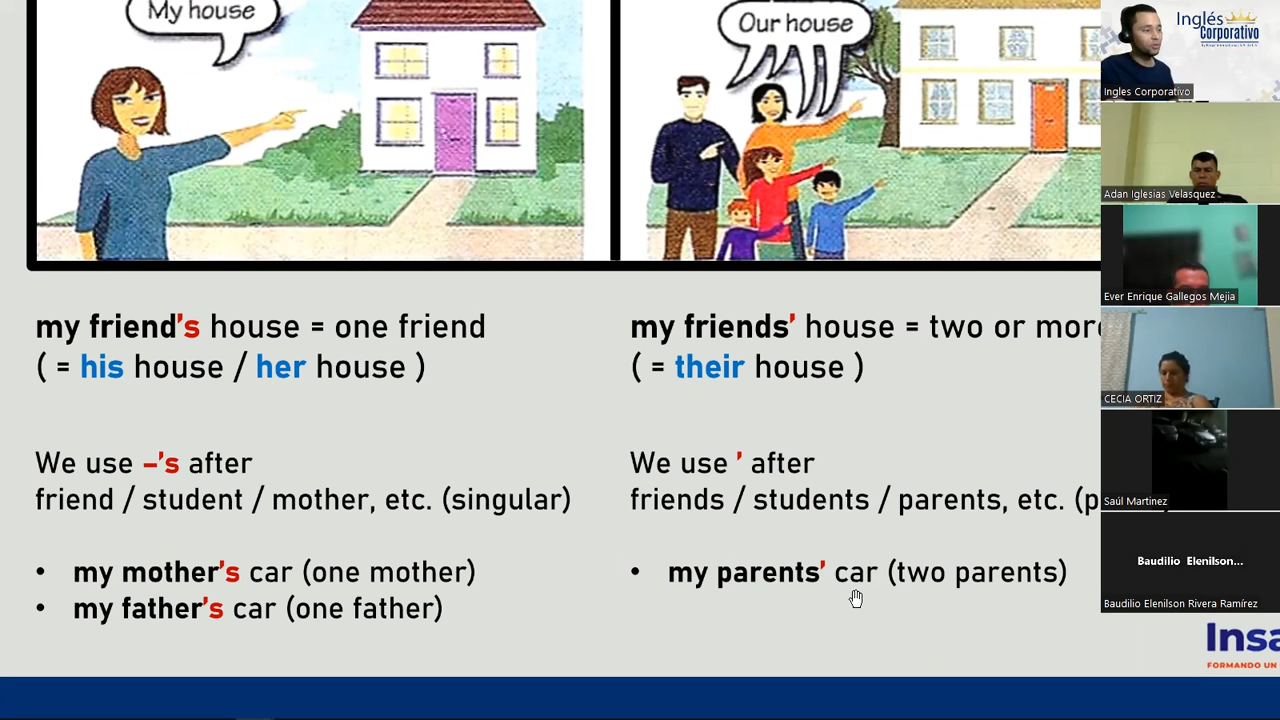 My house
Our house
my friend's house = one friend
( = his house / her house )
We use –'s after
friend / student / mother, etc. (singular)
• my mother's car (one mother)
• my father's car (one father)
my friends' house = two or more
( = their house )
We use ' after
friends / students / parents, etc. (p
• my parents' car (two parents)
Inglés
Corporativo
Ingles Corporativo
Adan Iglesias Velasquez
Ever Enrique Gallegos Mejia
CECIA ORTIZ
Saúl Martinez
Baudilio Elenilson...
Baudilio Elenilson Rivera Ramírez
Insa
FORMANDO UN